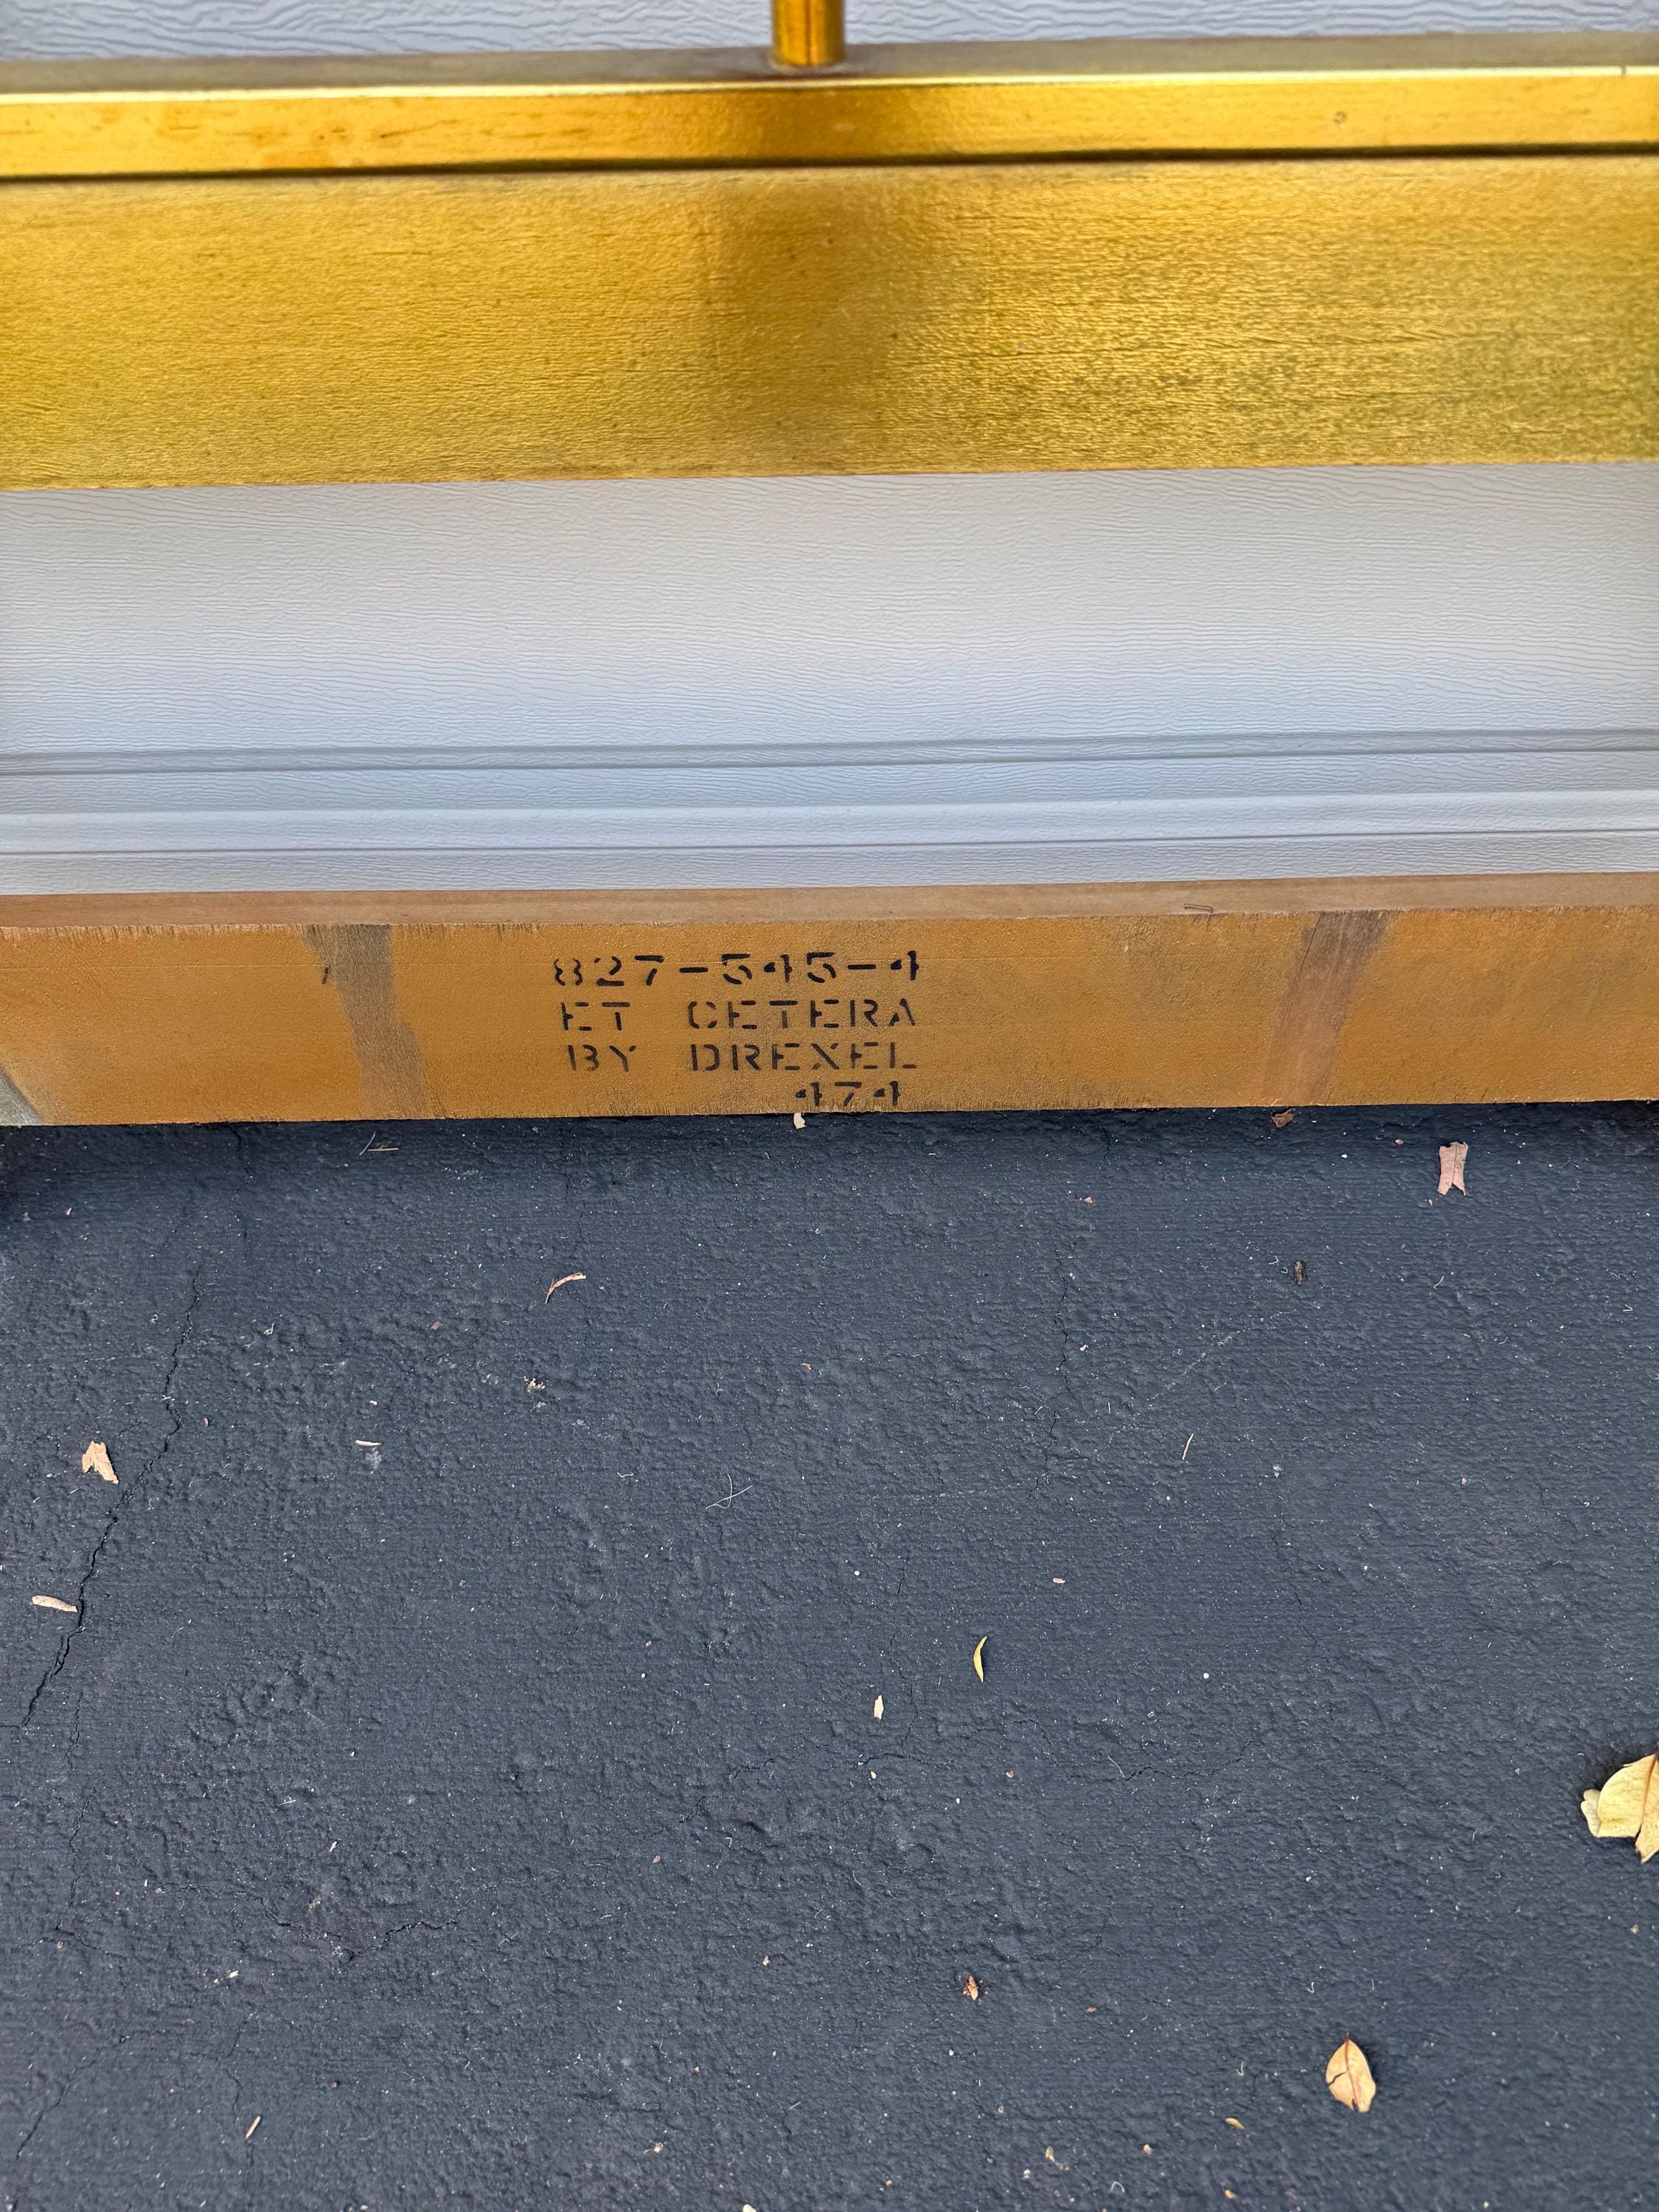 827-545-4
ET CETERA
BY DREXEL
474